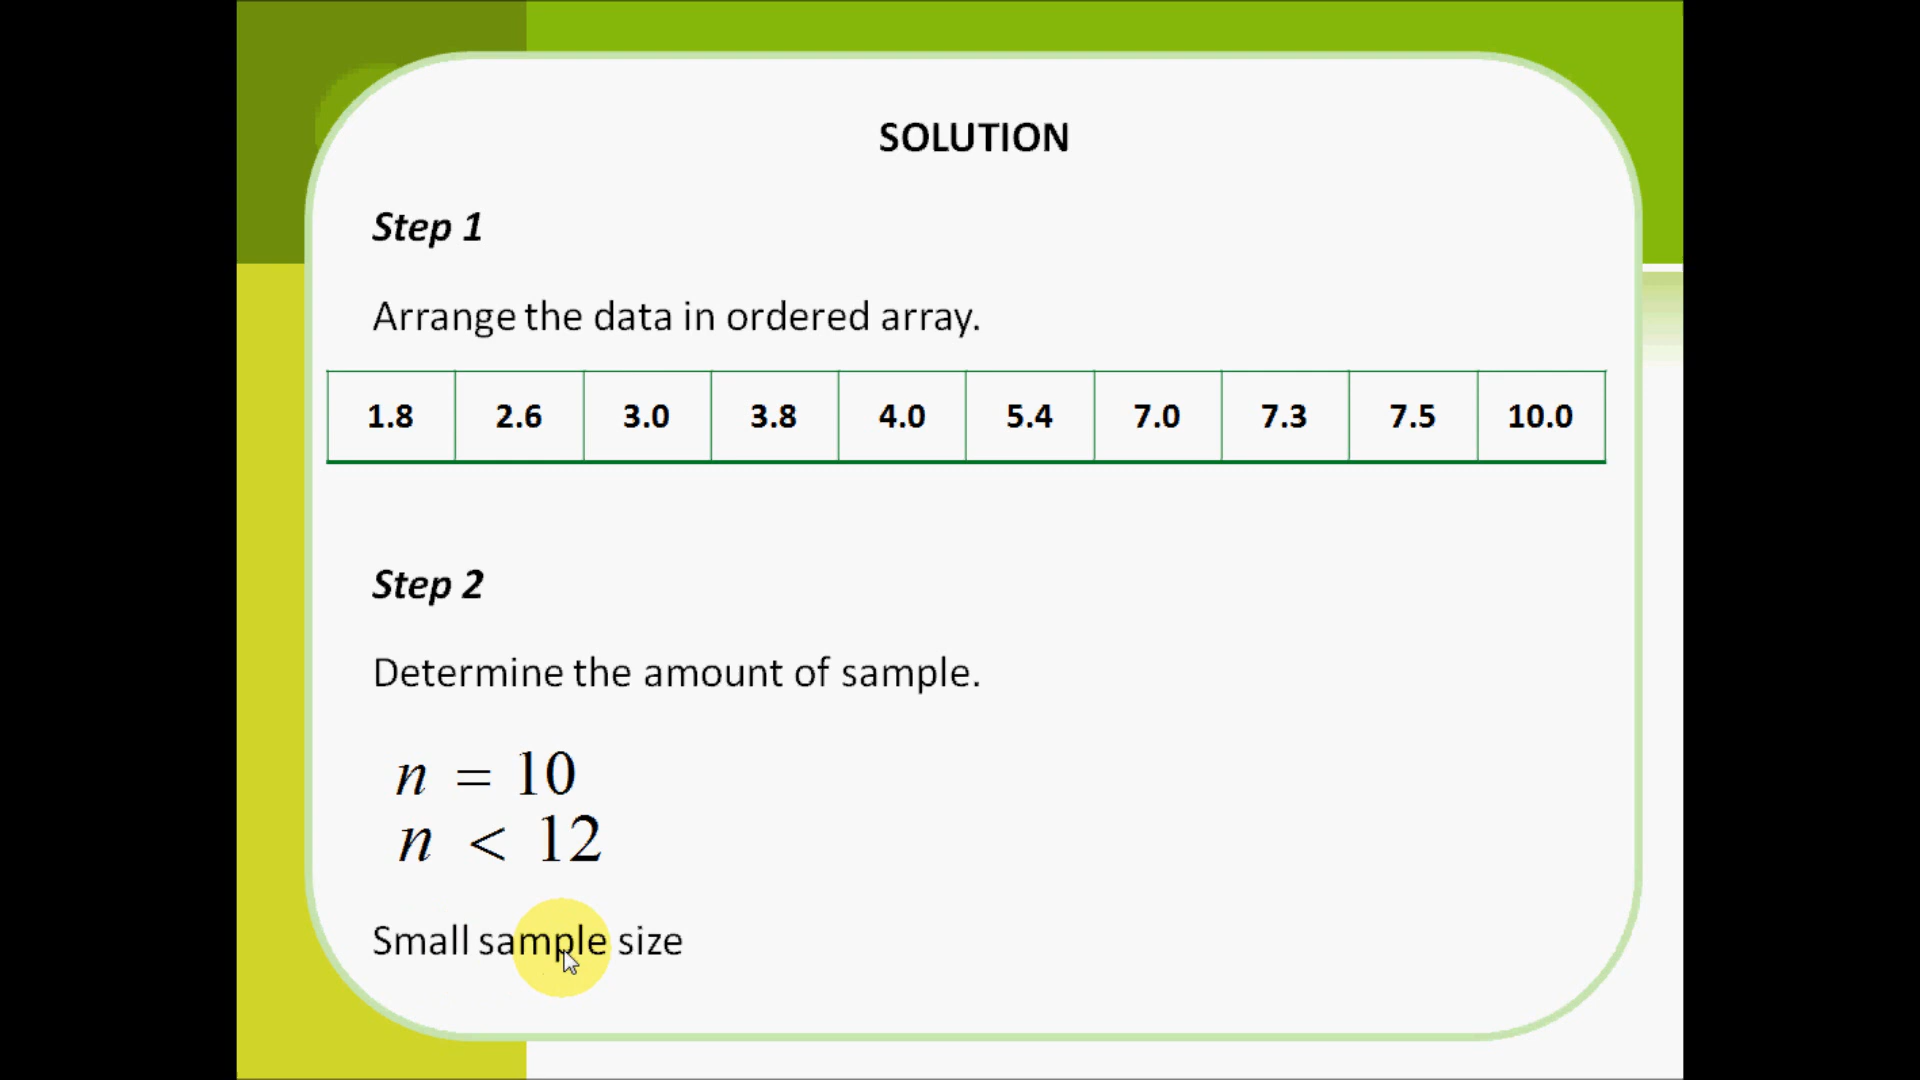 SOLUTION
Step 1
Arrange the data in ordered array.
1.8 2.6 3.0 3.8 4.0 5.4 7.0 7.3 7.5 10.0
Step 2
Determine the amount of sample.
n = 10
n < 12
Small sample size